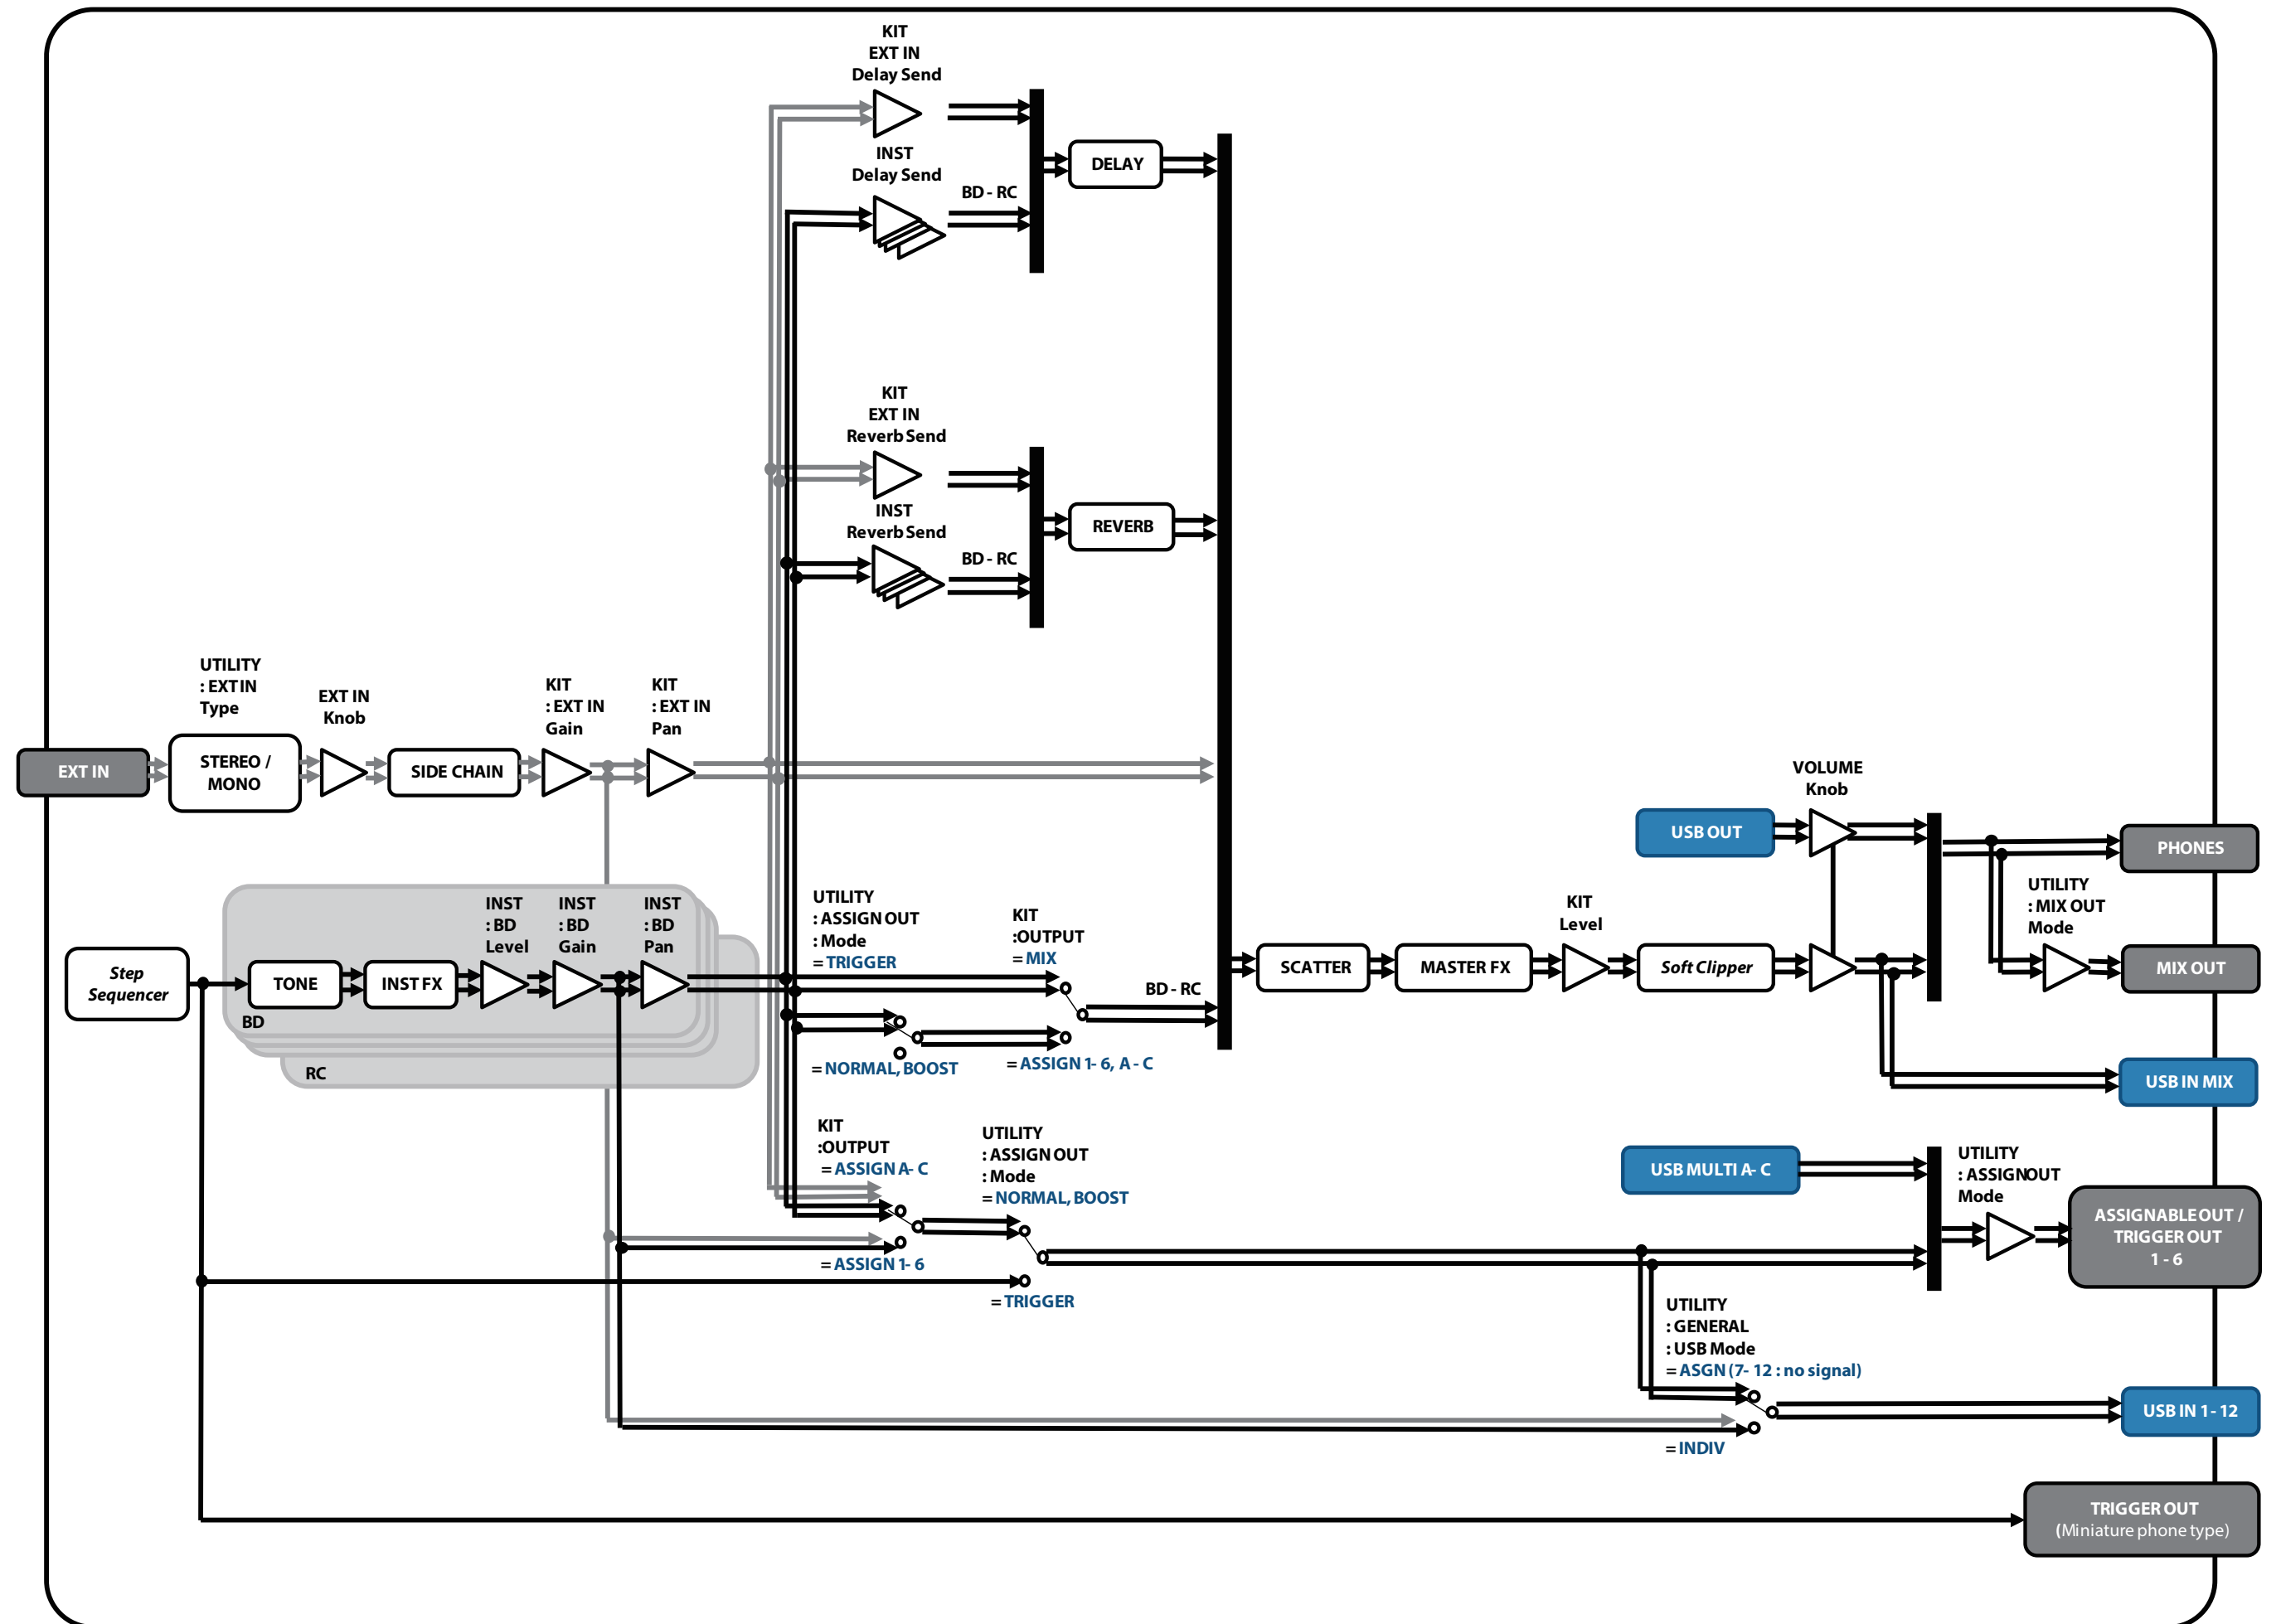 KIT
EXT IN
Delay Send
INST
Delay Send
BD - RC
DELAY
KIT
EXT IN
Reverb Send
INST
Reverb Send
BD - RC
REVERB
UTILITY
: EXT IN
Type
EXT IN
Knob
KIT
: EXT IN
Gain
KIT
: EXT IN
Pan
EXT IN
STEREO /
MONO
SIDE CHAIN
VOLUME
Knob
USB OUT
PHONES
UTILITY
: MIX OUT
Mode
MIX OUT
INST
: BD
Level
INST
: BD
Gain
INST
: BD
Pan
UTILITY
: ASSIGN OUT
: Mode
= TRIGGER
KIT
:OUTPUT
= MIX
KIT
Level
Step
Sequencer
TONE
INST FX
BD
RC
BD - RC
SCATTER
MASTER FX
Soft Clipper
= NORMAL, BOOST
= ASSIGN 1- 6, A - C
USB IN MIX
KIT
:OUTPUT
= ASSIGN A- C
UTILITY
: ASSIGN OUT
: Mode
= NORMAL, BOOST
= ASSIGN 1- 6
= TRIGGER
USB MULTI A- C
UTILITY
: ASSIGNOUT
Mode
ASSIGNABLE OUT /
TRIGGER OUT
1 - 6
UTILITY
: GENERAL
: USB Mode
= ASGN (7- 12 : no signal)
= INDIV
USB IN 1 - 12
TRIGGER OUT
(Miniature phone type)